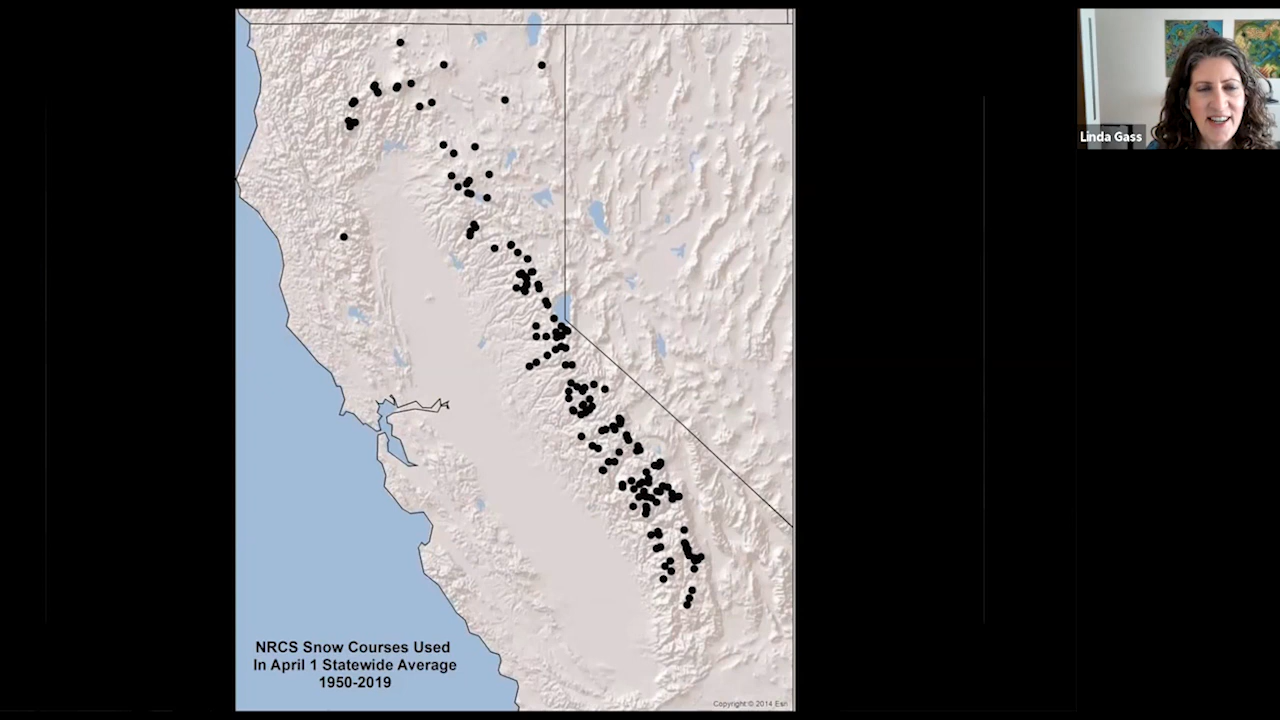 Linda Gass
NRCS Snow Courses Used
In April 1 Statewide Average
1950-2019
Copyright:© 2014 Esri